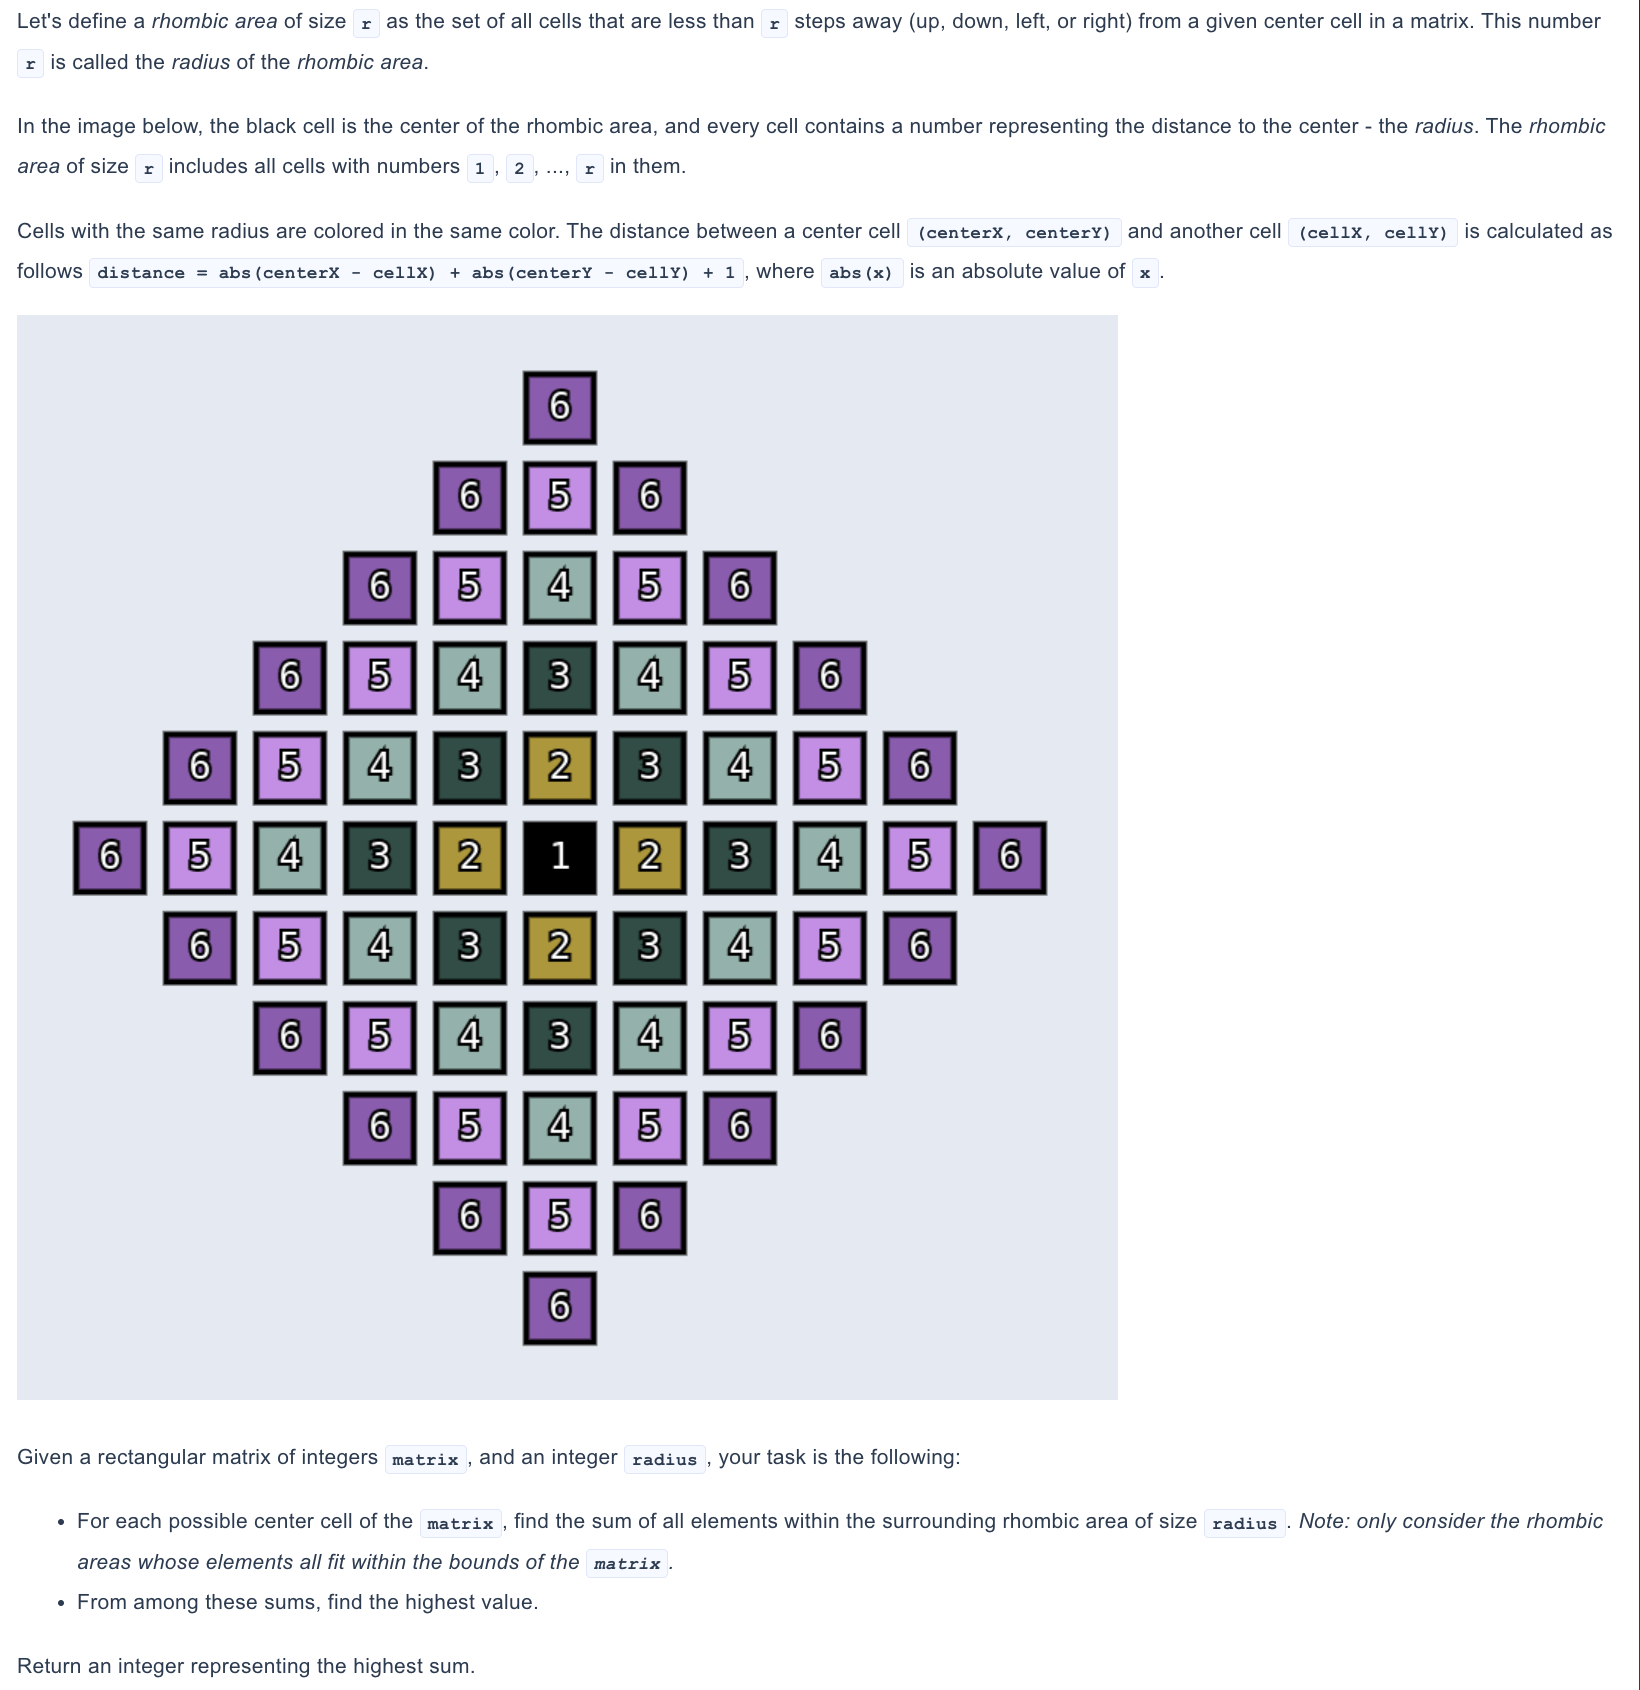 Let's define a rhombic area of size r as the set of all cells that are less than r steps away (up, down, left, or right) from a given center cell in a matrix. This number
r is called the radius of the rhombic area.
In the image below, the black cell is the center of the rhombic area, and every cell contains a number representing the distance to the center - the radius. The rhombic
area of size r includes all cells with numbers 1, 2, ..., r in them.
Cells with the same radius are colored in the same color. The distance between a center cell (centerX, centerY) and another cell (cellX, cellY) is calculated as
follows distance = abs(centerX - cellX) + abs(centerY - cellY) + 1, where abs(x) is an absolute value of x.
6
6 5 6
6 5 4 5 6
6 5 4 3 4 5 6
6 5 4 3 2 3 4 5 6
6 5 4 3 2 1 2 3 4 5 6
6 5 4 3 2 3 4 5 6
6 5 4 3 4 5 6
6 5 4 5 6
6 5 6
6
Given a rectangular matrix of integers matrix, and an integer radius, your task is the following:
• For each possible center cell of the matrix, find the sum of all elements within the surrounding rhombic area of size radius. Note: only consider the rhombic
areas whose elements all fit within the bounds of the matrix.
• From among these sums, find the highest value.
Return an integer representing the highest sum.